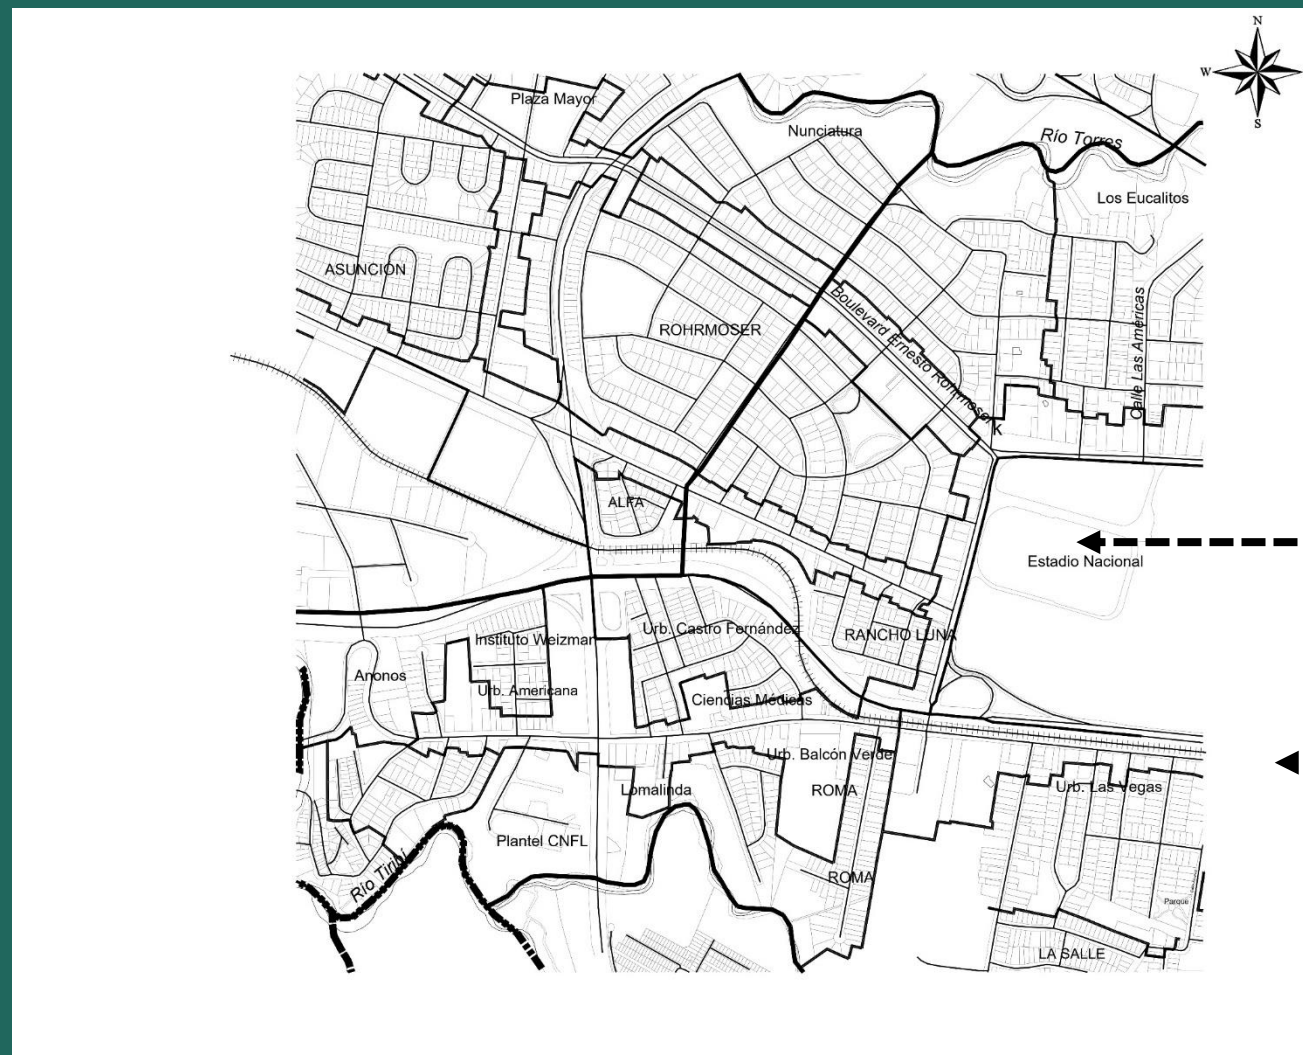 N
W
S
Plaza Mayor
Nunciatura
Río Torres
Los Eucalitos
ASUNCIÓN
Calle Las Américas
Boulevard Ernesto Rohrmoser
ROHRMOSER
K
ALFA
Estadio Nacional
Urb. Castro Fernández
RANCHO LUNA
Instituto Weizman
Anonos
Urb. Americana
Ciencias Médicas
Urb. Balcón Verde
Lomalinda
ROMA
Urb. Las Vegas
Plantel CNFL
Río Tiribí
ROMA
Parque
LA SALLE